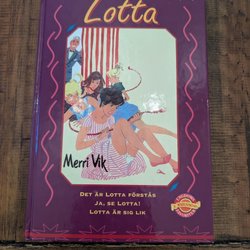 Lotta
Merri Vik
DET ÄR LOTTA FÖRSTÅS
JA, SE LOTTA!
LOTTA ÄR SIG LIK